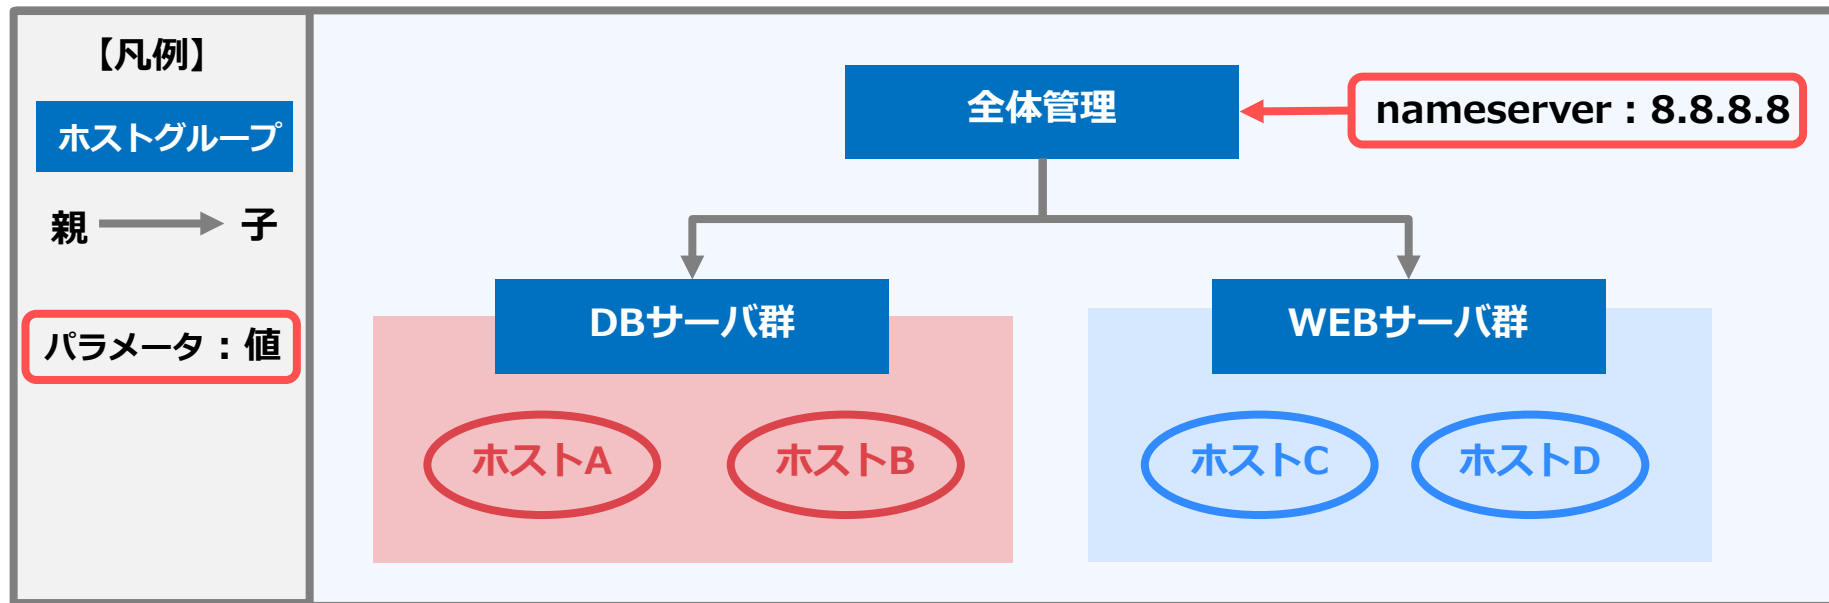 【凡例】
ホストグループ
親 子
パラメータ：値
全体管理
nameserver：8.8.8.8
DBサーバ群
WEBサーバ群
ホストA
ホストB
ホストC
ホストD